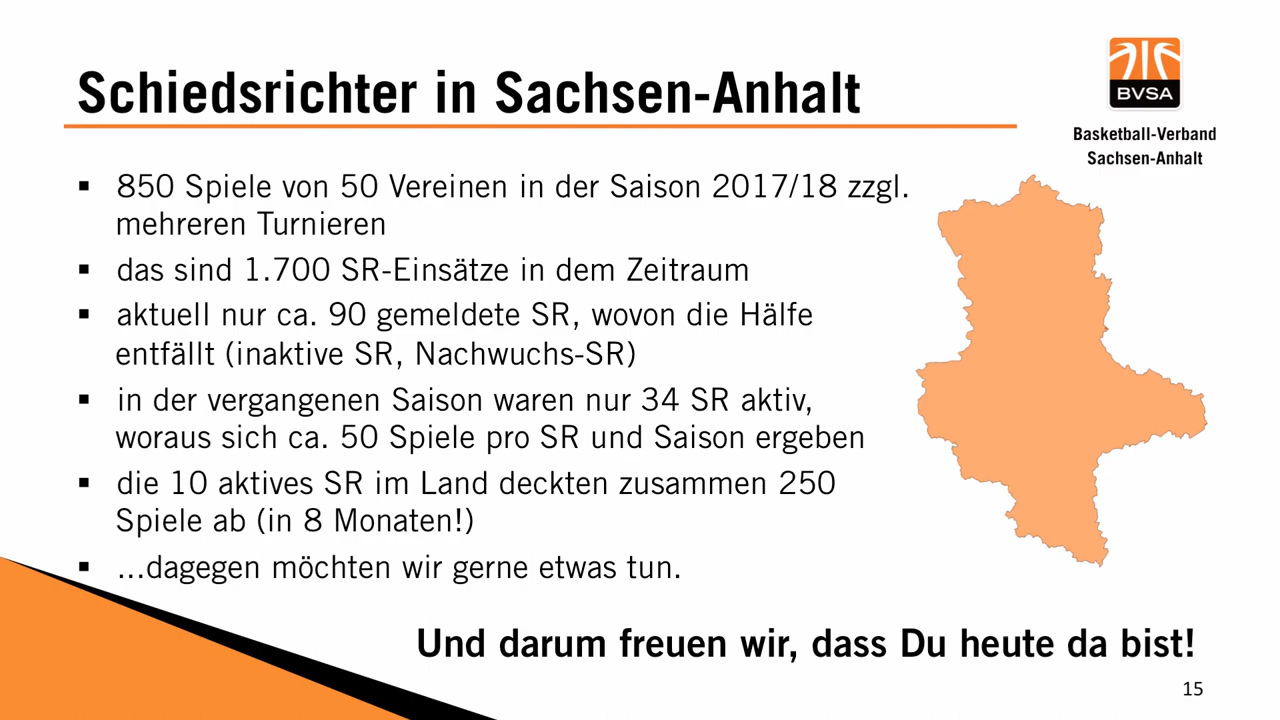 Schiedsrichter in Sachsen-Anhalt
BVSA
Basketball-Verband
Sachsen-Anhalt
▪ 850 Spiele von 50 Vereinen in der Saison 2017/18 zzgl.
mehreren Turnieren
▪ das sind 1.700 SR-Einsätze in dem Zeitraum
▪ aktuell nur ca. 90 gemeldete SR, wovon die Hälfe
entfällt (inaktive SR, Nachwuchs-SR)
▪ in der vergangenen Saison waren nur 34 SR aktiv,
woraus sich ca. 50 Spiele pro SR und Saison ergeben
▪ die 10 aktives SR im Land deckten zusammen 250
Spiele ab (in 8 Monaten!)
▪ ...dagegen möchten wir gerne etwas tun.
Und darum freuen wir, dass Du heute da bist!
15